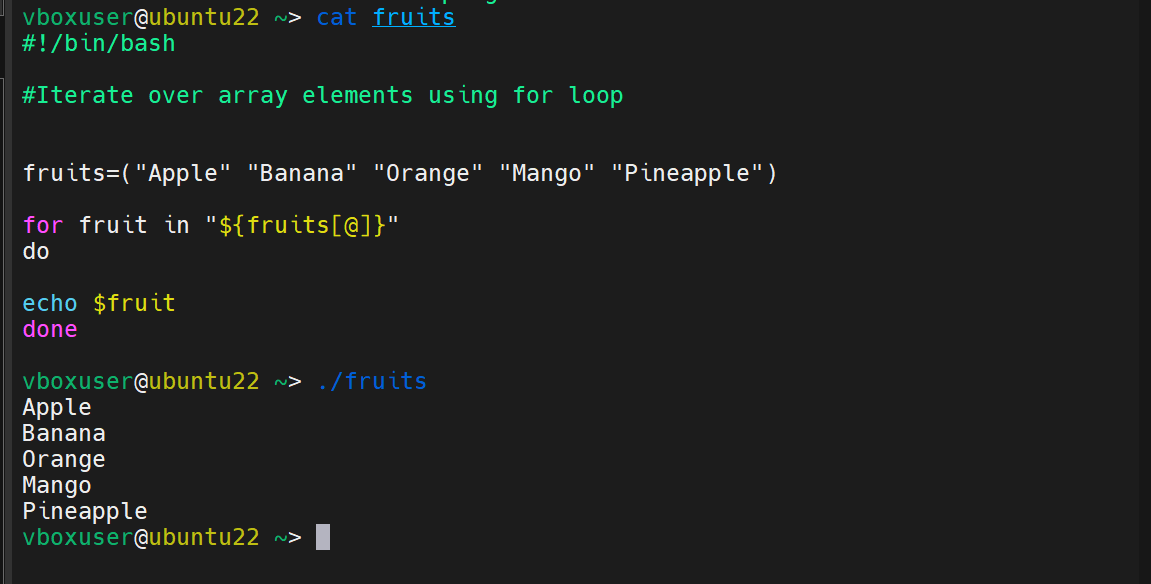 vboxuser@ubuntu22 ~> cat fruits
#!/bin/bash
#Iterate over array elements using for loop
fruits=("Apple" "Banana" "Orange" "Mango" "Pineapple")
for fruit in "${fruits[@]}"
do
echo $fruit
done
vboxuser@ubuntu22 ~> ./fruits
Apple
Banana
Orange
Mango
Pineapple
vboxuser@ubuntu22 ~>